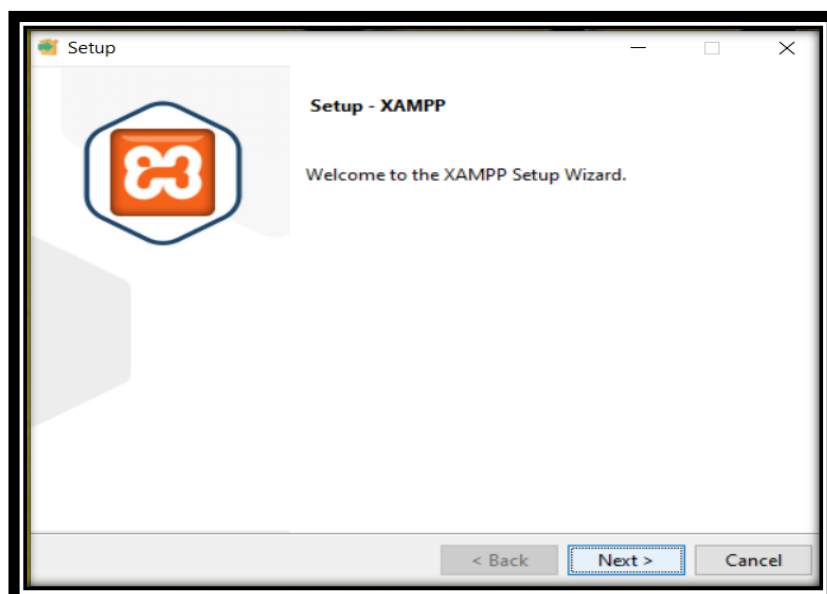 Setup
Setup - XAMPP
Welcome to the XAMPP Setup Wizard.
< Back
Next >
Cancel